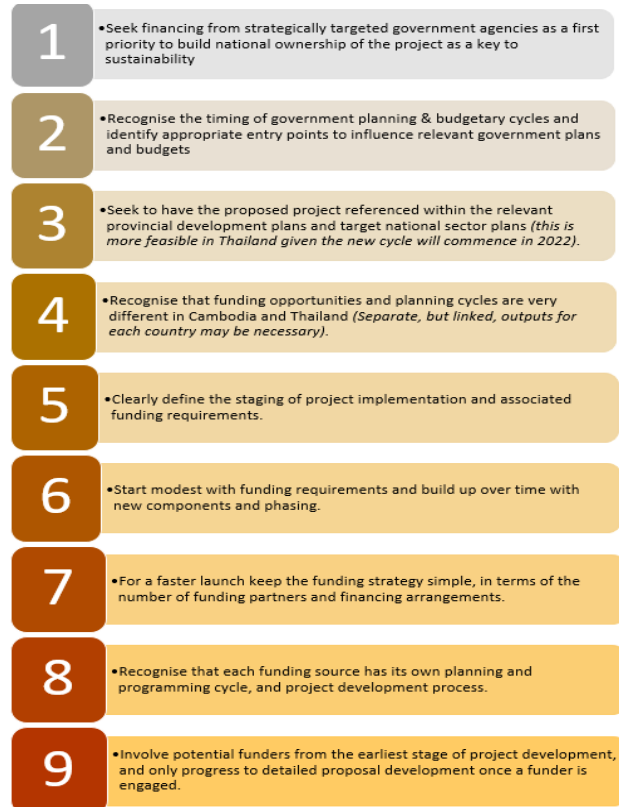 1
•Seek financing from strategically targeted government agencies as a first
priority to build national ownership of the project as a key to
sustainability
2
•Recognise the timing of government planning & budgetary cycles and
identify appropriate entry points to influence relevant government plans
and budgets
3
•Seek to have the proposed project referenced within the relevant
provincial development plans and target national sector plans (this is
more feasible in Thailand given the new cycle will commence in 2022).
4
•Recognise that funding opportunities and planning cycles are very
different in Cambodia and Thailand (Separate, but linked, outputs for
each country may be necessary).
5
•Clearly define the staging of project implementation and associated
funding requirements.
6
•Start modest with funding requirements and build up over time with
new components and phasing.
7
•For a faster launch keep the funding strategy simple, in terms of the
number of funding partners and financing arrangements.
8
•Recognise that each funding source has its own planning and
programming cycle, and project development process.
9
•Involve potential funders from the earliest stage of project development,
and only progress to detailed proposal development once a funder is
engaged.